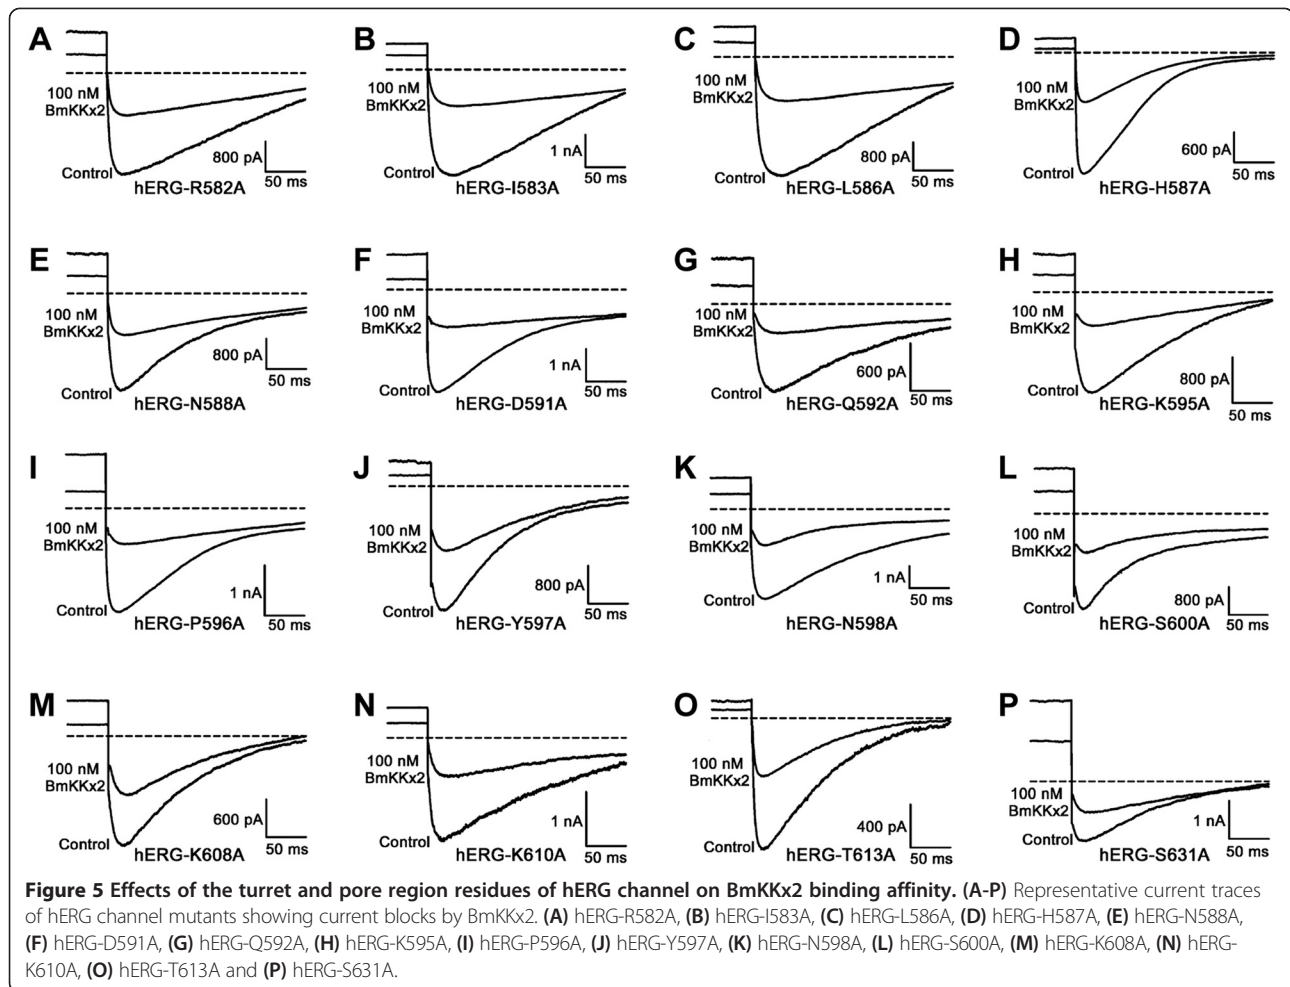 A
100 nM
BmKKx2
Control
800 pA
50 ms
hERG-R582A
B
100 nM
BmKKx2
Control
1 nA
50 ms
hERG-I583A
C
100 nM
BmKKx2
Control
800 pA
50 ms
hERG-L586A
D
100 nM
BmKKx2
Control
600 pA
50 ms
hERG-H587A
E
100 nM
BmKKx2
Control
800 pA
50 ms
hERG-N588A
F
100 nM
BmKKx2
Control
1 nA
50 ms
hERG-D591A
G
100 nM
BmKKx2
Control
600 pA
50 ms
hERG-Q592A
H
100 nM
BmKKx2
Control
800 pA
50 ms
hERG-K595A
I
100 nM
BmKKx2
Control
1 nA
50 ms
hERG-P596A
J
100 nM
BmKKx2
Control
800 pA
50 ms
hERG-Y597A
K
100 nM
BmKKx2
Control
1 nA
50 ms
hERG-N598A
L
100 nM
BmKKx2
Control
800 pA
50 ms
hERG-S600A
M
100 nM
BmKKx2
Control
600 pA
50 ms
hERG-K608A
N
100 nM
BmKKx2
Control
1 nA
50 ms
hERG-K610A
O
100 nM
BmKKx2
Control
400 pA
50 ms
hERG-T613A
P
100 nM
BmKKx2
Control
1 nA
50 ms
hERG-S631A
Figure 5 Effects of the turret and pore region residues of hERG channel on BmKKx2 binding affinity. (A-P) Representative current traces
of hERG channel mutants showing current blocks by BmKKx2. (A) hERG-R582A, (B) hERG-I583A, (C) hERG-L586A, (D) hERG-H587A, (E) hERG-N588A,
(F) hERG-D591A, (G) hERG-Q592A, (H) hERG-K595A, (I) hERG-P596A, (J) hERG-Y597A, (K) hERG-N598A, (L) hERG-S600A, (M) hERG-K608A, (N) hERG-
K610A, (O) hERG-T613A and (P) hERG-S631A.